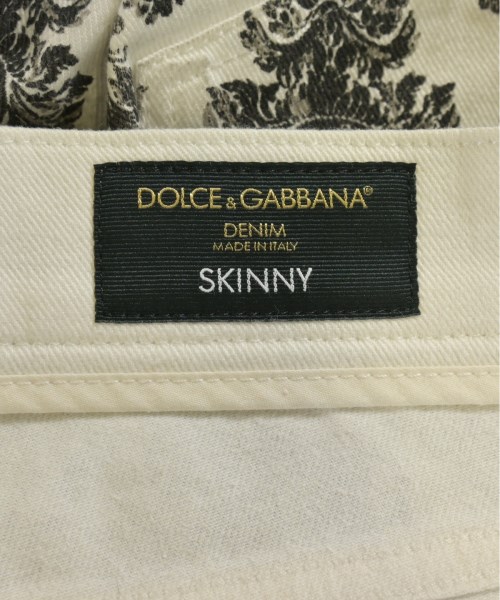 DOLCE & GABBANA®
DENIM
MADE IN ITALY
SKINNY